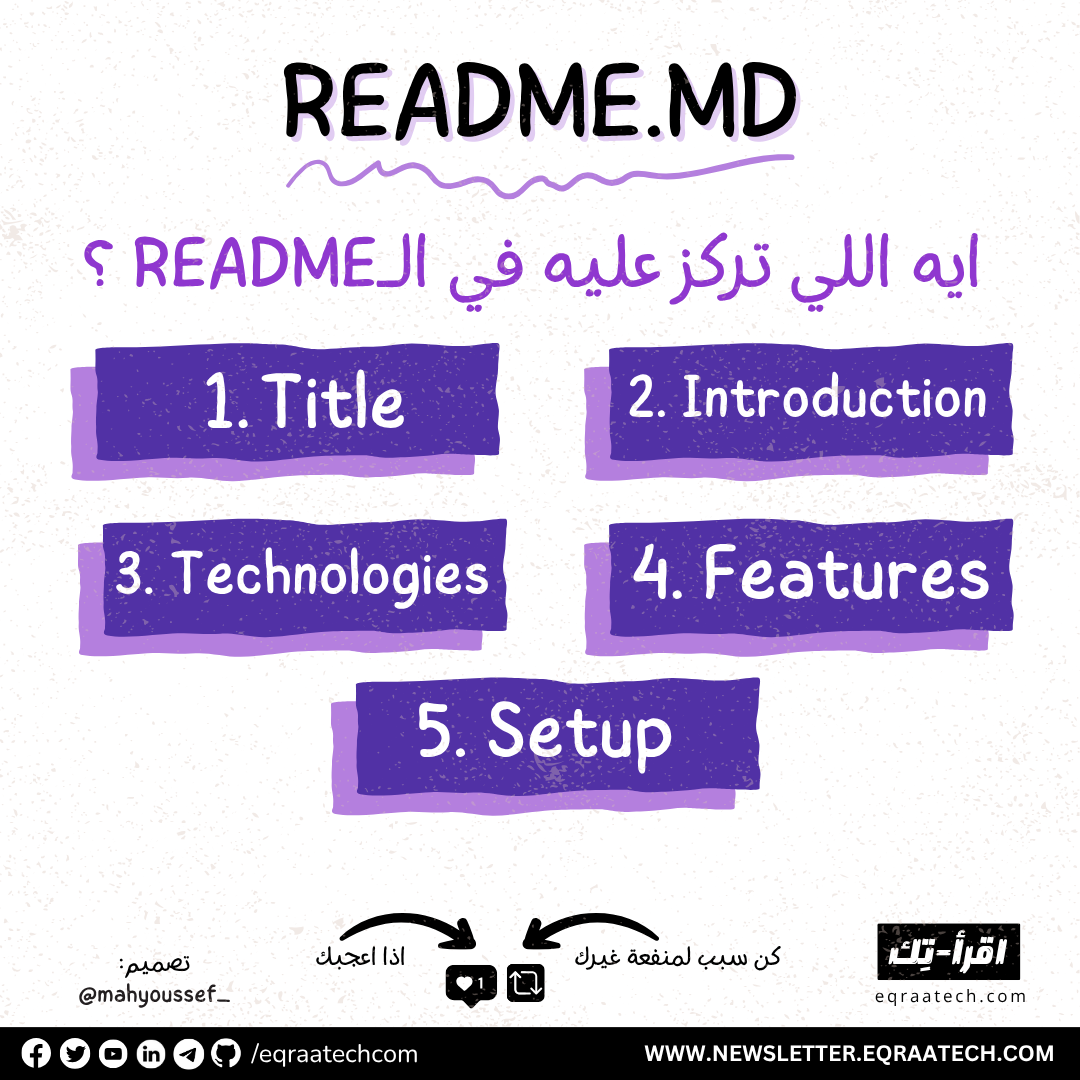 README.MD
ايه اللي تركز عليه في الـREADME ؟
1. Title
2. Introduction
3. Technologies
4. Features
5. Setup
اذا اعجبك
كن سبب لمنفعة غيرك
1
تصميم:
@mahyoussef_
اقرأ-تِك
eqraatech.com
/eqraatechcom
WWW.NEWSLETTER.EQRAATECH.COM